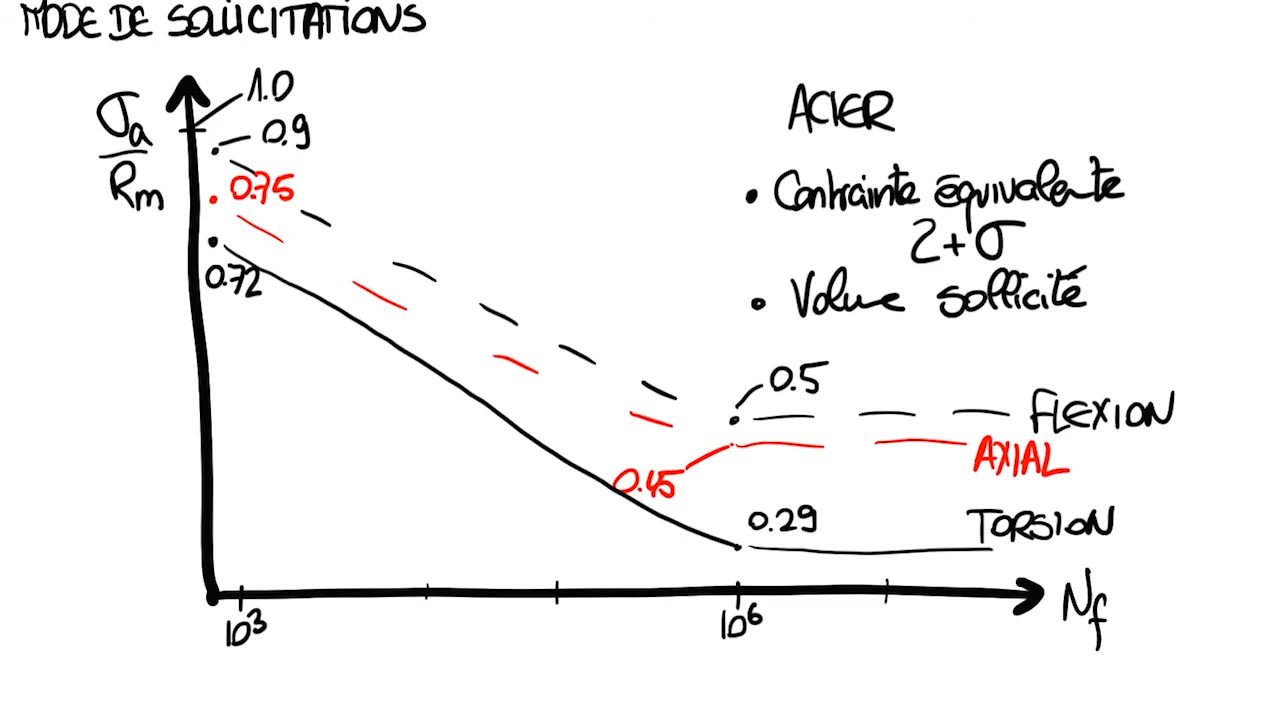 MODE DE SOLLICITATIONS
1.0
σa
Rm
0.9
0.75
0.72
ACIER
• Contrainte équivalente
τ+σ
• Volume sollicité
0.5
FLEXION
AXIAL
0.45
0.29
TORSION
10³
10⁶
Nf